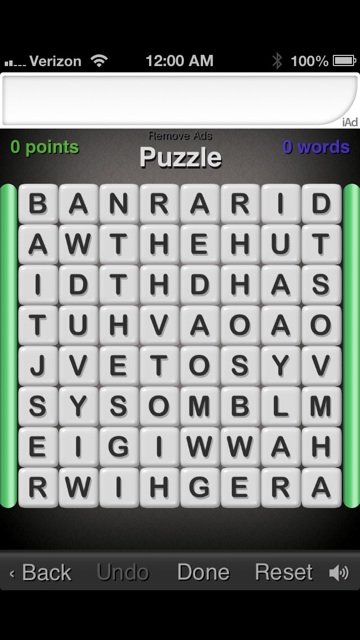 Verizon 12:00 AM 100%
iAd
Remove Ads
0 points Puzzle 0 words
B A N R A R I D
A W T H E H U T
I D T H D H A S
T U H V A O A O
J V E T O S Y V
S Y S O M B L M
E I G I W W A H
R W I H G E R A
‹ Back Undo Done Reset